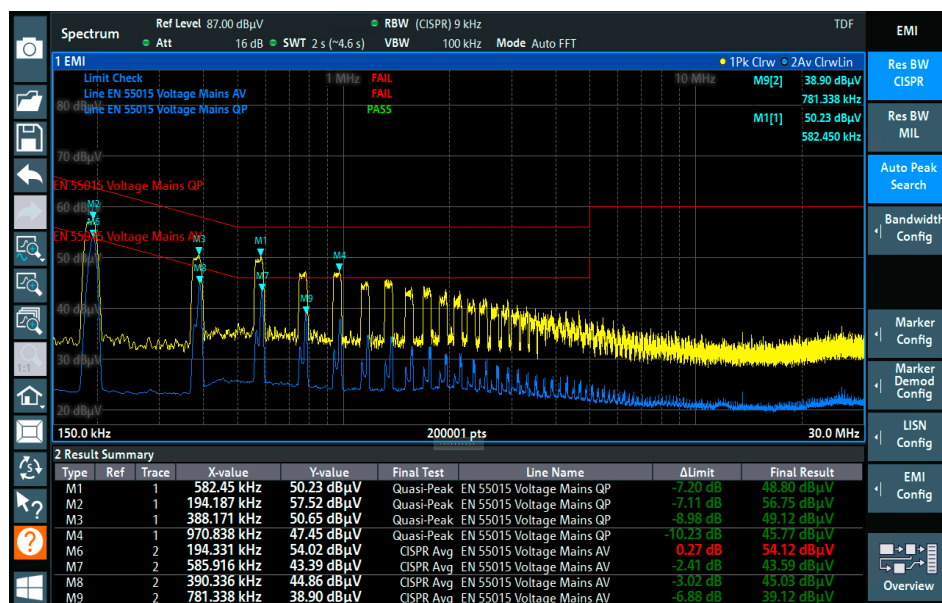 Spectrum
Ref Level 87.00 dBµV
RBW (CISPR) 9 kHz
TDF
Att 16 dB SWT 2 s (~4.6 s) VBW 100 kHz Mode Auto FFT
1 EMI
1Pk Clrw 2Av ClrwLin
Limit Check
1 MHz
FAIL
10 MHz
M9[2] 38.90 dBµV
Line EN 55015 Voltage Mains AV
FAIL
781.338 kHz
80 dBµV
Line EN 55015 Voltage Mains QP
PASS
M1[1] 50.23 dBµV
582.450 kHz
70 dBµV
EN 55015 Voltage Mains QP
60 dBµV
M2
M6
EN 55015 Voltage Mains AV
M3
M1
50 dBµV
M4
M8
M7
M9
40 dBµV
30 dBµV
20 dBµV
150.0 kHz
200001 pts
30.0 MHz
2 Result Summary
Type Ref Trace X-value Y-value Final Test Line Name ΔLimit Final Result
M1 1 582.45 kHz 50.23 dBµV Quasi-Peak EN 55015 Voltage Mains QP -7.20 dB 48.80 dBµV
M2 1 194.187 kHz 57.52 dBµV Quasi-Peak EN 55015 Voltage Mains QP -7.11 dB 56.75 dBµV
M3 1 388.171 kHz 50.65 dBµV Quasi-Peak EN 55015 Voltage Mains QP -8.98 dB 49.12 dBµV
M4 1 970.838 kHz 47.45 dBµV Quasi-Peak EN 55015 Voltage Mains QP -10.23 dB 45.77 dBµV
M6 2 194.331 kHz 54.02 dBµV CISPR Avg EN 55015 Voltage Mains AV 0.27 dB 54.12 dBµV
M7 2 585.916 kHz 43.39 dBµV CISPR Avg EN 55015 Voltage Mains AV -2.41 dB 43.59 dBµV
M8 2 390.336 kHz 44.86 dBµV CISPR Avg EN 55015 Voltage Mains AV -3.02 dB 45.03 dBµV
M9 2 781.338 kHz 38.90 dBµV CISPR Avg EN 55015 Voltage Mains AV -6.88 dB 39.12 dBµV
EMI
Res BW
CISPR
Res BW
MIL
Auto Peak
Search
Bandwidth
Config
Marker
Config
Marker
Demod
Config
LISN
Config
EMI
Config
Overview
1:1